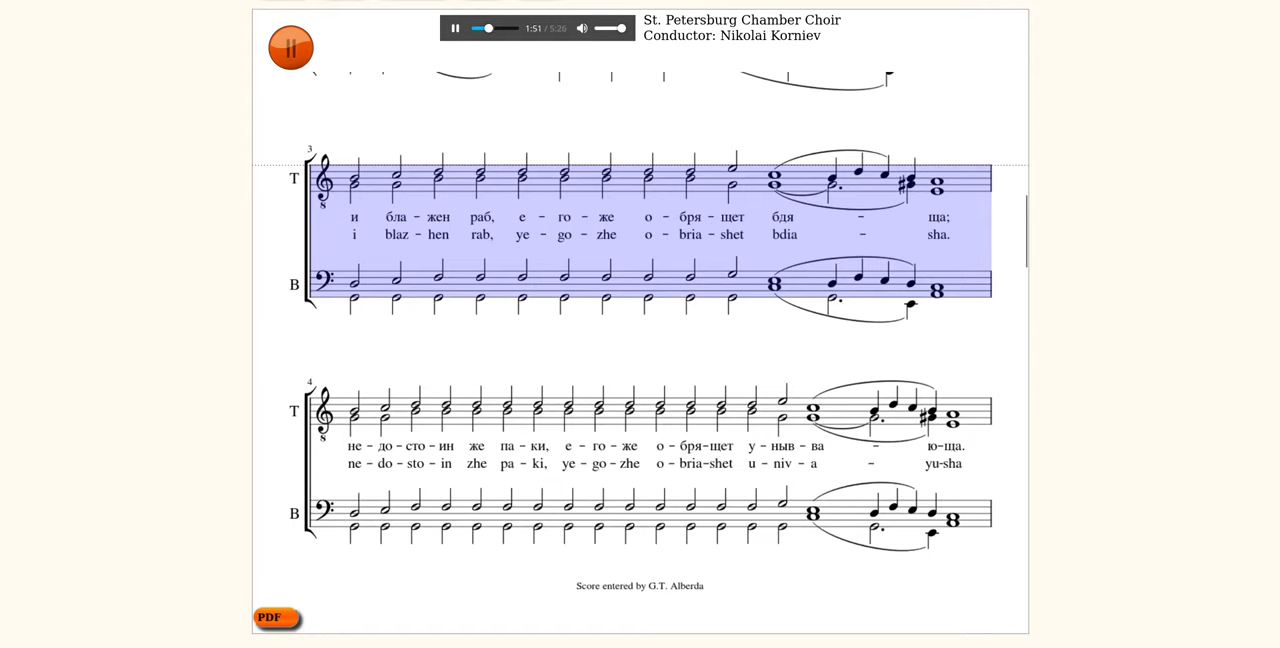 1:51 / 5:26
St. Petersburg Chamber Choir
Conductor: Nikolai Korniev
3
T
8
и бла - жен раб, е - го - же о - бря - щет бдя - ща;
i blaz - hen rab, ye - go - zhe o - bria - shet bdia - sha.
B
4
T
8
не - до - сто - ин же па - ки, е - го - же о - бря - щет у - ныв - ва - ю - ща.
ne - do - sto - in zhe pa - ki, ye - go - zhe o - bria - shet u - niv - a - yu - sha
B
Score entered by G.T. Alberda
PDF